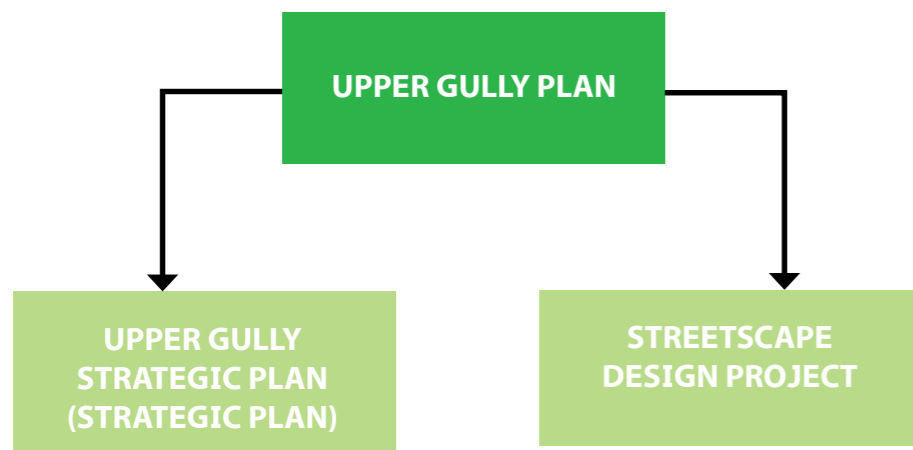 UPPER GULLY PLAN
UPPER GULLY
STRATEGIC PLAN
(STRATEGIC PLAN)
STREETSCAPE
DESIGN PROJECT